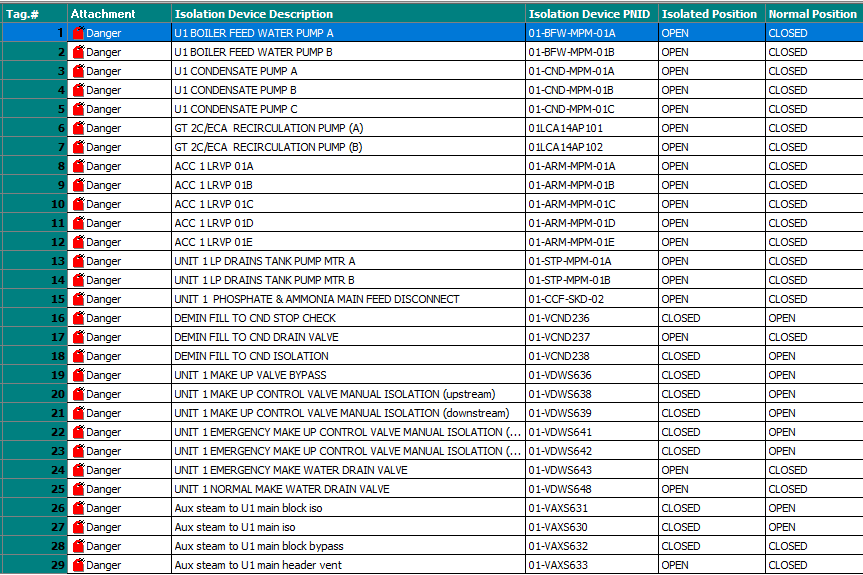 Tag.# Attachment Isolation Device Description Isolation Device PNID Isolated Position Normal Position
1 Danger U1 BOILER FEED WATER PUMP A 01-BFW-MPM-01A OPEN CLOSED
2 Danger U1 BOILER FEED WATER PUMP B 01-BFW-MPM-01B OPEN CLOSED
3 Danger U1 CONDENSATE PUMP A 01-CND-MPM-01A OPEN CLOSED
4 Danger U1 CONDENSATE PUMP B 01-CND-MPM-01B OPEN CLOSED
5 Danger U1 CONDENSATE PUMP C 01-CND-MPM-01C OPEN CLOSED
6 Danger GT 2C/ECA  RECIRCULATION PUMP (A) 01LCA14AP101 OPEN CLOSED
7 Danger GT 2C/ECA  RECIRCULATION PUMP (B) 01LCA14AP102 OPEN CLOSED
8 Danger ACC 1 LRVP 01A 01-ARM-MPM-01A OPEN CLOSED
9 Danger ACC 1 LRVP 01B 01-ARM-MPM-01B OPEN CLOSED
10 Danger ACC 1 LRVP 01C 01-ARM-MPM-01C OPEN CLOSED
11 Danger ACC 1 LRVP 01D 01-ARM-MPM-01D OPEN CLOSED
12 Danger ACC 1 LRVP 01E 01-ARM-MPM-01E OPEN CLOSED
13 Danger UNIT 1 LP DRAINS TANK PUMP MTR A 01-STP-MPM-01A OPEN CLOSED
14 Danger UNIT 1 LP DRAINS TANK PUMP MTR B 01-STP-MPM-01B OPEN CLOSED
15 Danger UNIT 1  PHOSPHATE & AMMONIA MAIN FEED DISCONNECT 01-CCF-SKD-02 OPEN CLOSED
16 Danger DEMIN FILL TO CND STOP CHECK 01-VCND236 CLOSED OPEN
17 Danger DEMIN FILL TO CND DRAIN VALVE 01-VCND237 OPEN CLOSED
18 Danger DEMIN FILL TO CND ISOLATION 01-VCND238 CLOSED OPEN
19 Danger UNIT 1 MAKE UP VALVE BYPASS 01-VDWS636 CLOSED OPEN
20 Danger UNIT 1 MAKE UP CONTROL VALVE MANUAL ISOLATION (upstream) 01-VDWS638 CLOSED OPEN
21 Danger UNIT 1 MAKE UP CONTROL VALVE MANUAL ISOLATION (downstream) 01-VDWS639 CLOSED OPEN
22 Danger UNIT 1 EMERGENCY MAKE UP CONTROL VALVE MANUAL ISOLATION (... 01-VDWS641 CLOSED OPEN
23 Danger UNIT 1 EMERGENCY MAKE UP CONTROL VALVE MANUAL ISOLATION (... 01-VDWS642 CLOSED OPEN
24 Danger UNIT 1 EMERGENCY MAKE WATER DRAIN VALVE 01-VDWS643 OPEN CLOSED
25 Danger UNIT 1 NORMAL MAKE WATER DRAIN VALVE 01-VDWS648 OPEN CLOSED
26 Danger Aux steam to U1 main block iso 01-VAXS631 CLOSED OPEN
27 Danger Aux steam to U1 main iso 01-VAXS630 CLOSED OPEN
28 Danger Aux steam to U1 main block bypass 01-VAXS632 CLOSED CLOSED
29 Danger Aux steam to U1 main header vent 01-VAXS633 OPEN CLOSED